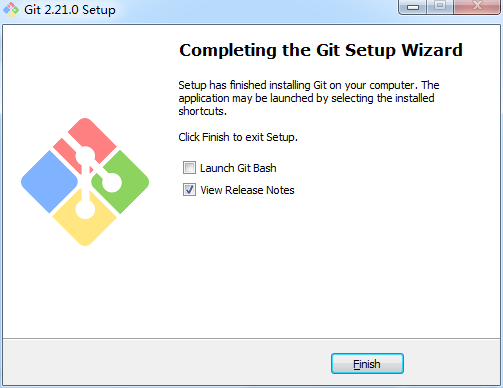 Git 2.21.0 Setup
Completing the Git Setup Wizard
Setup has finished installing Git on your computer. The
application may be launched by selecting the installed
shortcuts.
Click Finish to exit Setup.
Launch Git Bash
View Release Notes
Finish